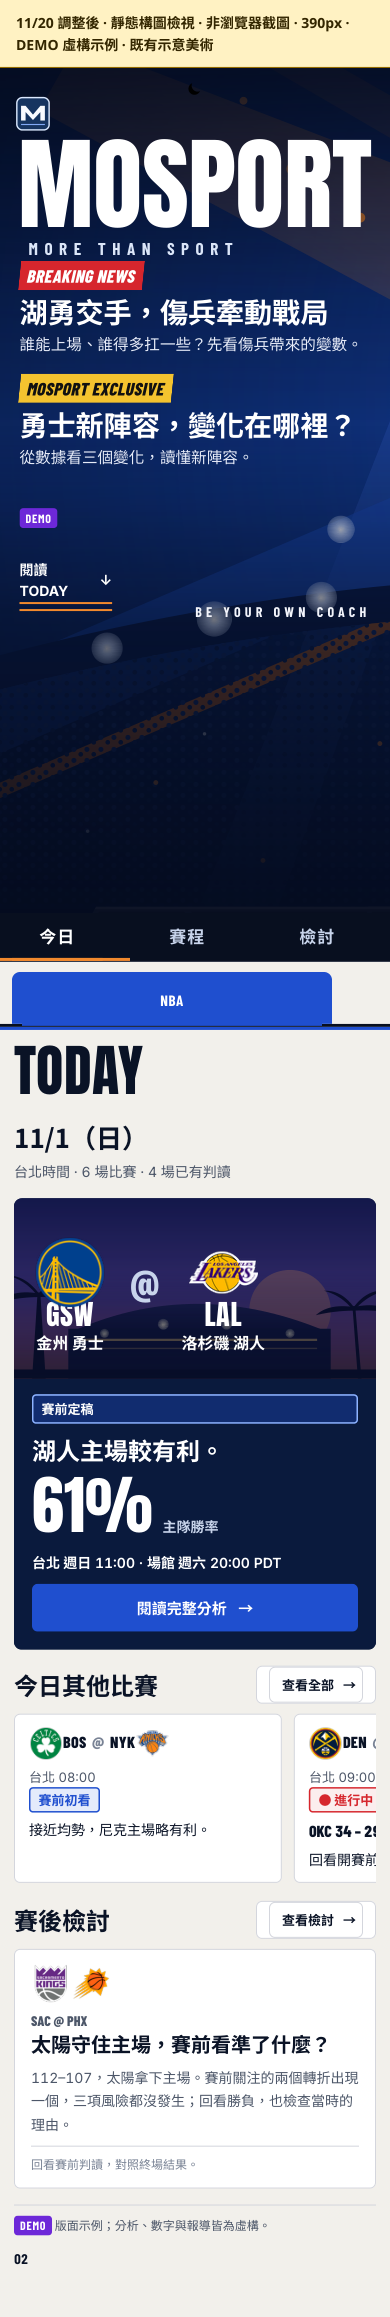 11/20 調整後 · 靜態構圖檢視 · 非瀏覽器截圖 · 390px ·
DEMO 虛構示例 · 既有示意美術
M
MOSPORT
MORE THAN SPORT
BREAKING NEWS
湖勇交手，傷兵牽動戰局
誰能上場、誰得多扛一些？先看傷兵帶來的變數。
MOSPORT EXCLUSIVE
勇士新陣容，變化在哪裡？
從數據看三個變化，讀懂新陣容。
DEMO
閱讀
TODAY ↓
BE YOUR OWN COACH
今日 賽程 檢討
NBA
TODAY
11/1（日）
台北時間 · 6 場比賽 · 4 場已有判讀
LOS ANGELES
LAKERS
GSW @ LAL
金州 勇士 洛杉磯 湖人
賽前定稿
湖人主場較有利。
61% 主隊勝率
台北 週日 11:00 · 場館 週六 20:00 PDT
閱讀完整分析 →
今日其他比賽 查看全部 →
BOS @ NYK
台北 08:00
賽前初看
接近均勢，尼克主場略有利。
DEN @
台北 09:00
進行中
OKC 34 – 29
回看開賽前
賽後檢討 查看檢討 →
KINGS
SAC @ PHX
太陽守住主場，賽前看準了什麼？
112–107，太陽拿下主場。賽前關注的兩個轉折出現
一個，三項風險都沒發生；回看勝負，也檢查當時的
理由。
回看賽前判讀，對照終場結果。
DEMO 版面示例；分析、數字與報導皆為虛構。
02